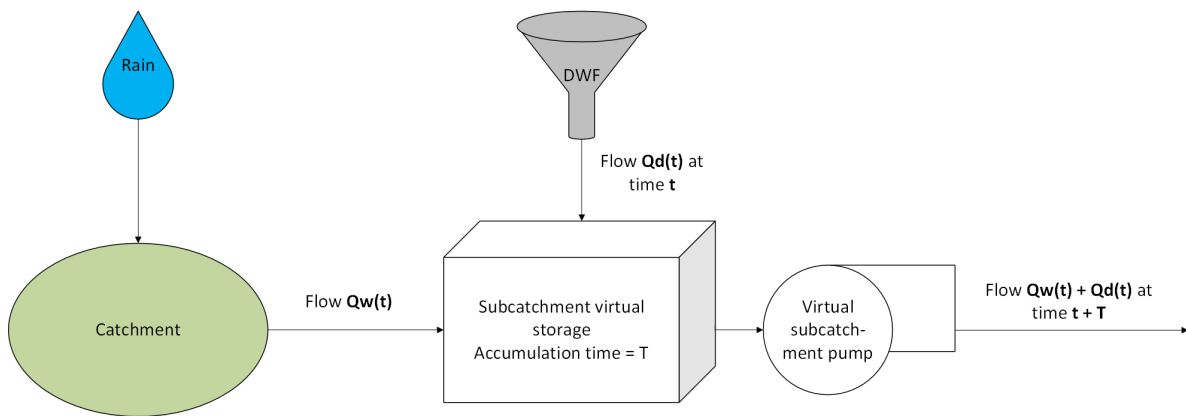 Rain
DWF
Flow Qd(t) at
time t
Catchment
Flow Qw(t)
Subcatchment virtual
storage
Accumulation time = T
Virtual
subcatch-
ment pump
Flow Qw(t) + Qd(t) at
time t + T